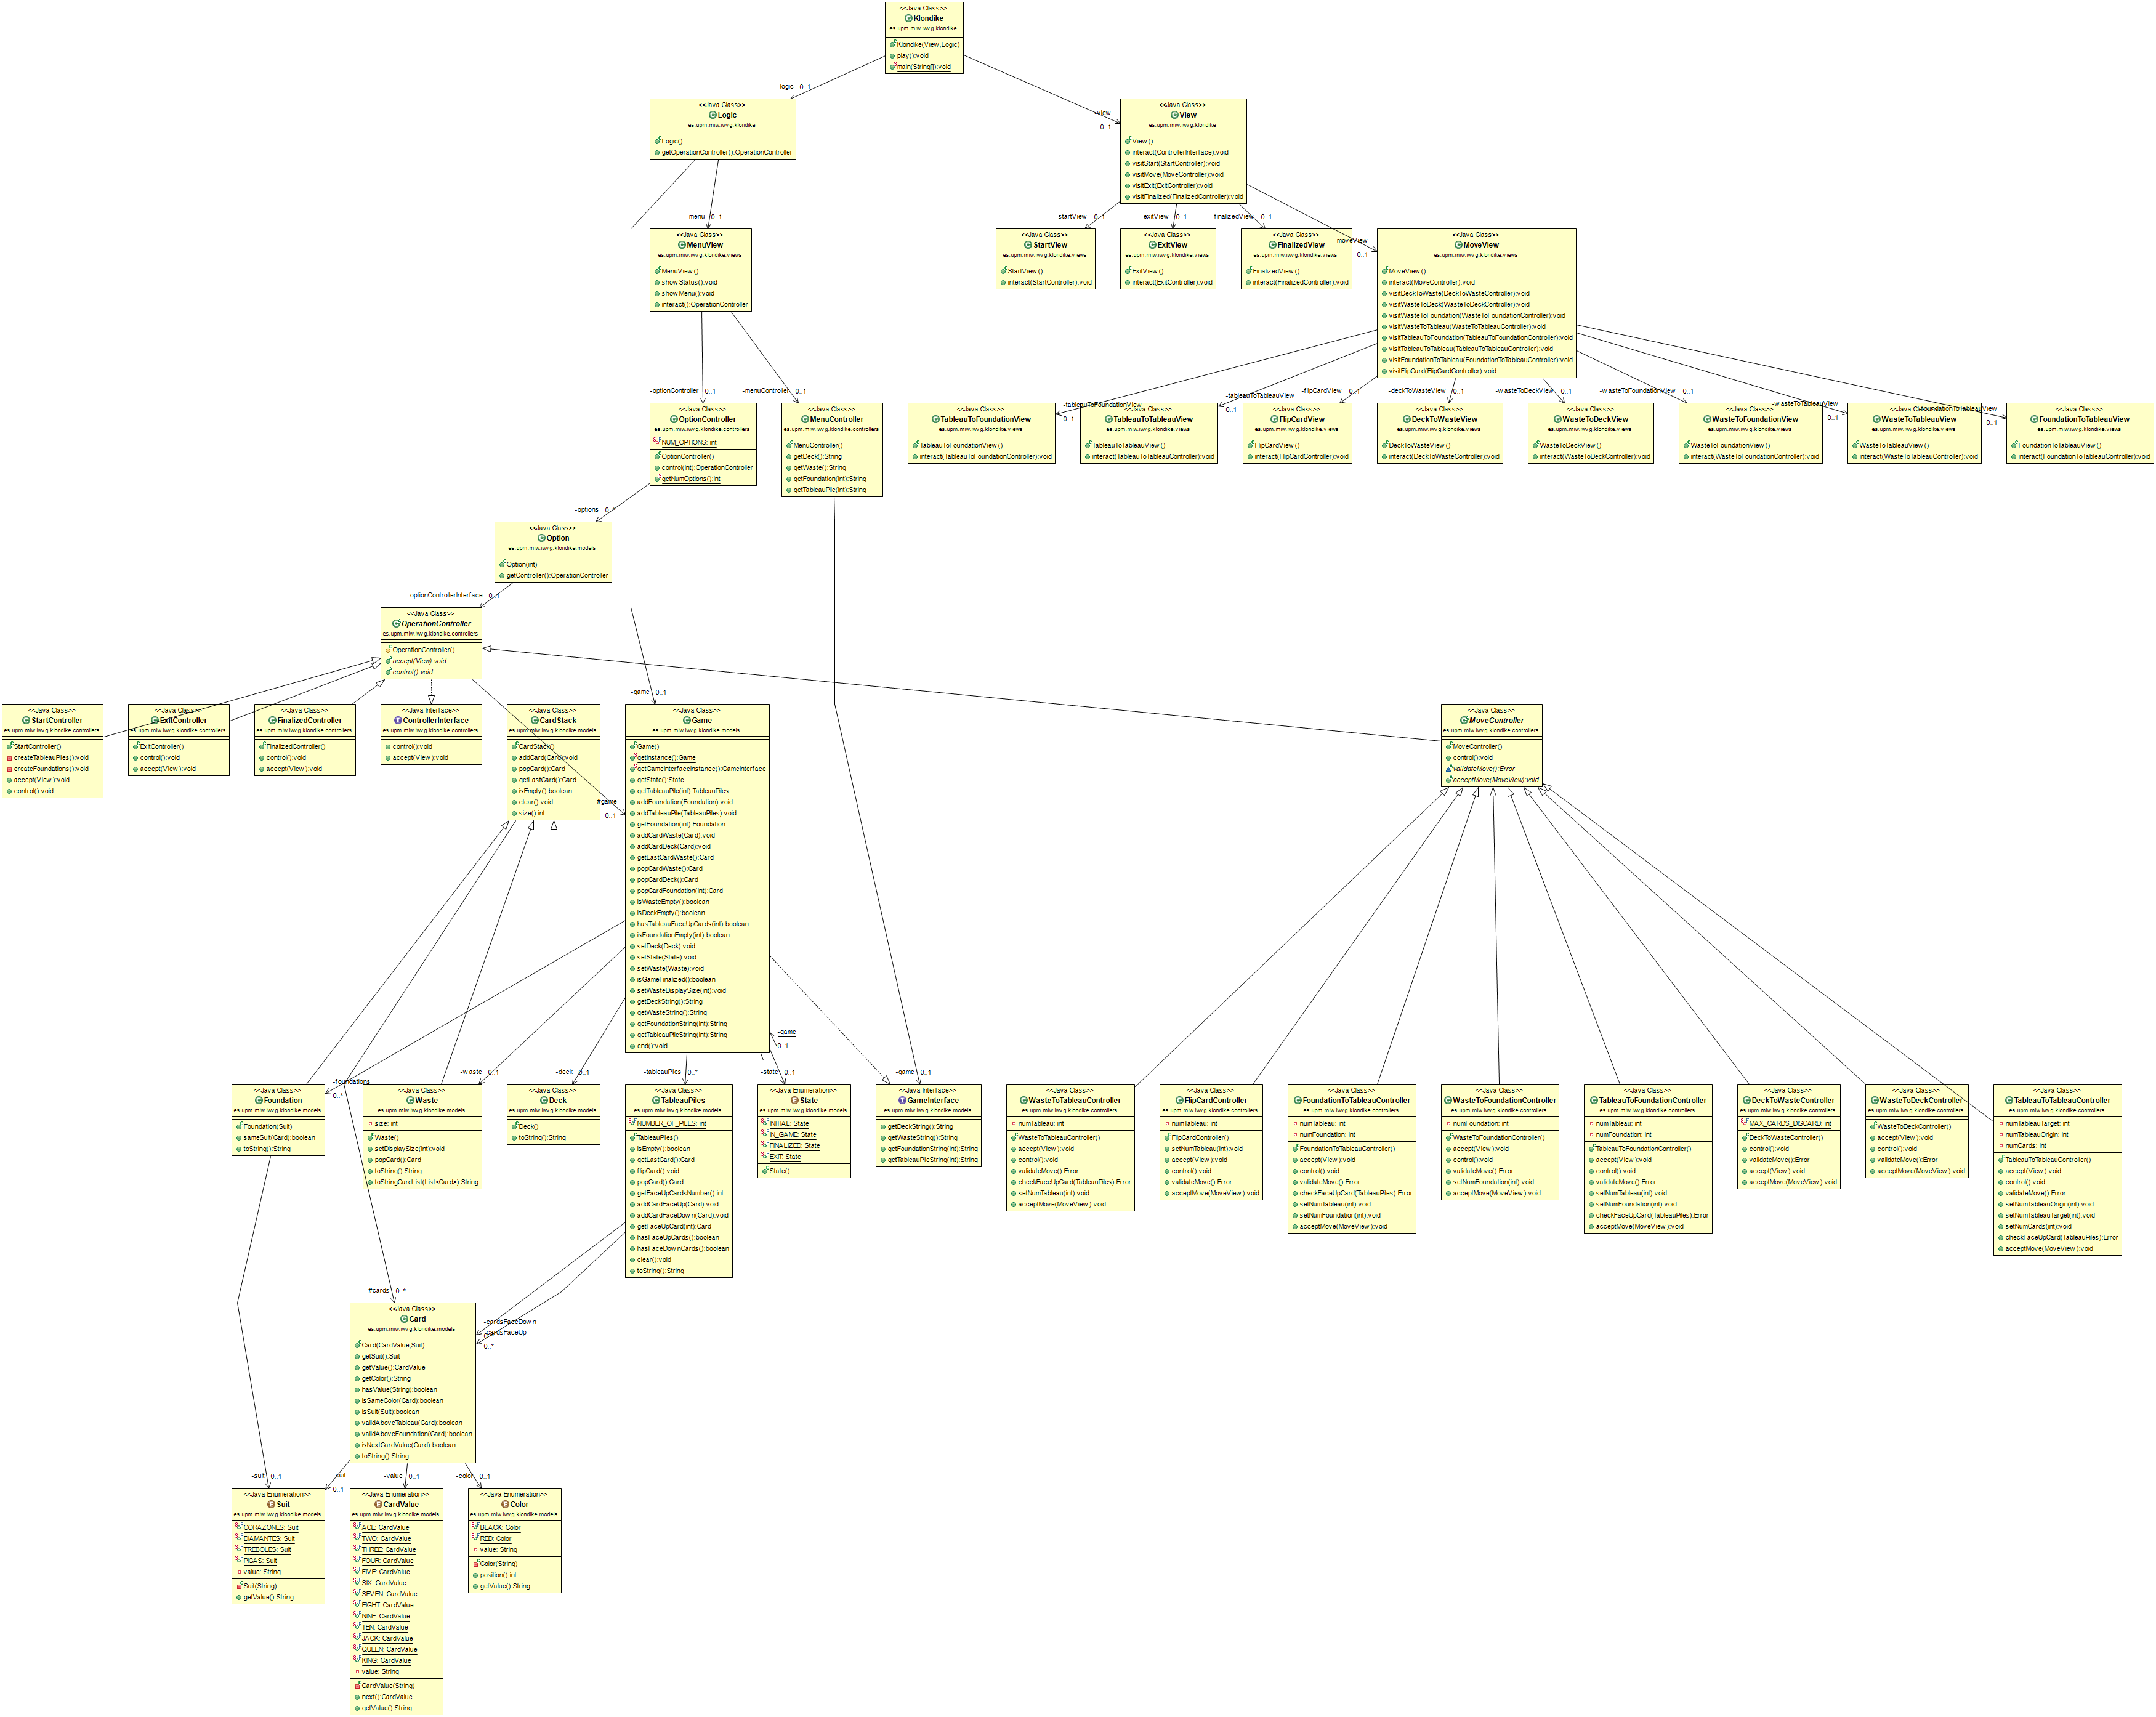 <<Java Class>>
Klondike
es.upm.miw.iwvg.klondike
Klondike(View,Logic)
play():void
main(String[]):void
-logic 0..1
-view
0..1
<<Java Class>>
Logic
es.upm.miw.iwvg.klondike
Logic()
getOperationController():OperationController
<<Java Class>>
View
es.upm.miw.iwvg.klondike
View()
interact(ControllerInterface):void
visitStart(StartController):void
visitMove(MoveController):void
visitExit(ExitController):void
visitFinalized(FinalizedController):void
-menu 0..1
-startView 0..1
-exitView 0..1
-finalizedView 0..1
-moveView
0..1
<<Java Class>>
MenuView
es.upm.miw.iwvg.klondike.views
MenuView()
showStatus():void
showMenu():void
interact():OperationController
<<Java Class>>
StartView
es.upm.miw.iwvg.klondike.views
StartView()
interact(StartController):void
<<Java Class>>
ExitView
es.upm.miw.iwvg.klondike.views
ExitView()
interact(ExitController):void
<<Java Class>>
FinalizedView
es.upm.miw.iwvg.klondike.views
FinalizedView()
interact(FinalizedController):void
<<Java Class>>
MoveView
es.upm.miw.iwvg.klondike.views
MoveView()
interact(MoveController):void
visitDeckToWaste(DeckToWasteController):void
visitWasteToDeck(WasteToDeckController):void
visitWasteToFoundation(WasteToFoundationController):void
visitWasteToTableau(WasteToTableauController):void
visitTableauToFoundation(TableauToFoundationController):void
visitTableauToTableau(TableauToTableauController):void
visitFoundationToTableau(FoundationToTableauController):void
visitFlipCard(FlipCardController):void
-optionController 0..1
-menuController 0..1
-tableauToFoundationView
0..1
-tableauToTableauView
0..1
-flipCardView 0..1
-deckToWasteView 0..1
-wasteToDeckView 0..1
-wasteToFoundationView 0..1
-wasteToTableauView
0..1
-foundationToTableauView
0..1
<<Java Class>>
OptionController
es.upm.miw.iwvg.klondike.controllers
NUM_OPTIONS: int
OptionController()
control(int):OperationController
getNumOptions():int
<<Java Class>>
MenuController
es.upm.miw.iwvg.klondike.controllers
MenuController()
getDeck():String
getWaste():String
getFoundation(int):String
getTableauPile(int):String
<<Java Class>>
TableauToFoundationView
es.upm.miw.iwvg.klondike.views
TableauToFoundationView()
interact(TableauToFoundationController):void
<<Java Class>>
TableauToTableauView
es.upm.miw.iwvg.klondike.views
TableauToTableauView()
interact(TableauToTableauController):void
<<Java Class>>
FlipCardView
es.upm.miw.iwvg.klondike.views
FlipCardView()
interact(FlipCardController):void
<<Java Class>>
DeckToWasteView
es.upm.miw.iwvg.klondike.views
DeckToWasteView()
interact(DeckToWasteController):void
<<Java Class>>
WasteToDeckView
es.upm.miw.iwvg.klondike.views
WasteToDeckView()
interact(WasteToDeckController):void
<<Java Class>>
WasteToFoundationView
es.upm.miw.iwvg.klondike.views
WasteToFoundationView()
interact(WasteToFoundationController):void
<<Java Class>>
WasteToTableauView
es.upm.miw.iwvg.klondike.views
WasteToTableauView()
interact(WasteToTableauController):void
<<Java Class>>
FoundationToTableauView
es.upm.miw.iwvg.klondike.views
FoundationToTableauView()
interact(FoundationToTableauController):void
-options 0..*
<<Java Class>>
Option
es.upm.miw.iwvg.klondike.models
Option(int)
getController():OperationController
-optionControllerInterface 0..1
<<Java Class>>
OperationController
es.upm.miw.iwvg.klondike.controllers
OperationController()
accept(View):void
control():void
-game 0..1
<<Java Class>>
StartController
es.upm.miw.iwvg.klondike.controllers
StartController()
createTableauPiles():void
createFoundations():void
accept(View):void
control():void
<<Java Class>>
ExitController
es.upm.miw.iwvg.klondike.controllers
ExitController()
control():void
accept(View):void
<<Java Class>>
FinalizedController
es.upm.miw.iwvg.klondike.controllers
FinalizedController()
control():void
accept(View):void
<<Java Interface>>
ControllerInterface
es.upm.miw.iwvg.klondike.controllers
control():void
accept(View):void
<<Java Class>>
CardStack
es.upm.miw.iwvg.klondike.models
CardStack()
addCard(Card):void
popCard():Card
getLastCard():Card
isEmpty():boolean
clear():void
size():int
#game
0..1
<<Java Class>>
Game
es.upm.miw.iwvg.klondike.models
Game()
getInstance():Game
getGameInterfaceInstance():GameInterface
getState():State
getTableauPile(int):TableauPiles
addFoundation(Foundation):void
addTableauPile(TableauPiles):void
getFoundation(int):Foundation
addCardWaste(Card):void
addCardDeck(Card):void
getLastCardWaste():Card
popCardWaste():Card
popCardDeck():Card
popCardFoundation(int):Card
isWasteEmpty():boolean
isDeckEmpty():boolean
hasTableauFaceUpCards(int):boolean
isFoundationEmpty(int):boolean
setDeck(Deck):void
setState(State):void
setWaste(Waste):void
isGameFinalized():boolean
setWasteDisplaySize(int):void
getDeckString():String
getWasteString():String
getFoundationString(int):String
getTableauPileString(int):String
end():void
<<Java Class>>
MoveController
es.upm.miw.iwvg.klondike.controllers
MoveController()
control():void
validateMove():Error
acceptMove(MoveView):void
-game
0..1
-foundations
0..*
-waste 0..1
-deck 0..1
-tableauPiles 0..*
-state 0..1
-game 0..1
<<Java Class>>
Foundation
es.upm.miw.iwvg.klondike.models
Foundation(Suit)
sameSuit(Card):boolean
toString():String
<<Java Class>>
Waste
es.upm.miw.iwvg.klondike.models
size: int
Waste()
setDisplaySize(int):void
popCard():Card
toString():String
toStringCardList(List<Card>):String
<<Java Class>>
Deck
es.upm.miw.iwvg.klondike.models
Deck()
toString():String
<<Java Class>>
TableauPiles
es.upm.miw.iwvg.klondike.models
NUMBER_OF_PILES: int
TableauPiles()
isEmpty():boolean
getLastCard():Card
flipCard():void
popCard():Card
getFaceUpCardsNumber():int
addCardFaceUp(Card):void
addCardFaceDown(Card):void
getFaceUpCard(int):Card
hasFaceUpCards():boolean
hasFaceDownCards():boolean
clear():void
toString():String
<<Java Enumeration>>
State
es.upm.miw.iwvg.klondike.models
INITIAL: State
IN_GAME: State
FINALIZED: State
EXIT: State
State()
<<Java Interface>>
GameInterface
es.upm.miw.iwvg.klondike.models
getDeckString():String
getWasteString():String
getFoundationString(int):String
getTableauPileString(int):String
<<Java Class>>
WasteToTableauController
es.upm.miw.iwvg.klondike.controllers
numTableau: int
WasteToTableauController()
accept(View):void
control():void
validateMove():Error
checkFaceUpCard(TableauPiles):Error
setNumTableau(int):void
acceptMove(MoveView):void
<<Java Class>>
FlipCardController
es.upm.miw.iwvg.klondike.controllers
numTableau: int
FlipCardController()
setNumTableau(int):void
accept(View):void
control():void
validateMove():Error
acceptMove(MoveView):void
<<Java Class>>
FoundationToTableauController
es.upm.miw.iwvg.klondike.controllers
numTableau: int
numFoundation: int
FoundationToTableauController()
accept(View):void
control():void
validateMove():Error
checkFaceUpCard(TableauPiles):Error
setNumTableau(int):void
setNumFoundation(int):void
acceptMove(MoveView):void
<<Java Class>>
WasteToFoundationController
es.upm.miw.iwvg.klondike.controllers
numFoundation: int
WasteToFoundationController()
accept(View):void
control():void
validateMove():Error
setNumFoundation(int):void
acceptMove(MoveView):void
<<Java Class>>
TableauToFoundationController
es.upm.miw.iwvg.klondike.controllers
numTableau: int
numFoundation: int
TableauToFoundationController()
accept(View):void
control():void
validateMove():Error
setNumTableau(int):void
setNumFoundation(int):void
checkFaceUpCard(TableauPiles):Error
acceptMove(MoveView):void
<<Java Class>>
DeckToWasteController
es.upm.miw.iwvg.klondike.controllers
MAX_CARDS_DISCARD: int
DeckToWasteController()
control():void
validateMove():Error
accept(View):void
acceptMove(MoveView):void
<<Java Class>>
WasteToDeckController
es.upm.miw.iwvg.klondike.controllers
WasteToDeckController()
accept(View):void
control():void
validateMove():Error
acceptMove(MoveView):void
<<Java Class>>
TableauToTableauController
es.upm.miw.iwvg.klondike.controllers
numTableauTarget: int
numTableauOrigin: int
numCards: int
TableauToTableauController()
accept(View):void
control():void
validateMove():Error
setNumTableauOrigin(int):void
setNumTableauTarget(int):void
setNumCards(int):void
checkFaceUpCard(TableauPiles):Error
acceptMove(MoveView):void
#cards 0..*
-cardsFaceDown
-cardsFaceUp
0..*
<<Java Class>>
Card
es.upm.miw.iwvg.klondike.models
Card(CardValue,Suit)
getSuit():Suit
getValue():CardValue
getColor():String
hasValue(String):boolean
isSameColor(Card):boolean
isSuit(Suit):boolean
validAboveTableau(Card):boolean
validAboveFoundation(Card):boolean
isNextCardValue(Card):boolean
toString():String
-suit 0..1
-suit
0..1
-value 0..1
-color 0..1
<<Java Enumeration>>
Suit
es.upm.miw.iwvg.klondike.models
CORAZONES: Suit
DIAMANTES: Suit
TREBOLES: Suit
PICAS: Suit
value: String
Suit(String)
getValue():String
<<Java Enumeration>>
CardValue
es.upm.miw.iwvg.klondike.models
ACE: CardValue
TWO: CardValue
THREE: CardValue
FOUR: CardValue
FIVE: CardValue
SIX: CardValue
SEVEN: CardValue
EIGHT: CardValue
NINE: CardValue
TEN: CardValue
JACK: CardValue
QUEEN: CardValue
KING: CardValue
value: String
CardValue(String)
next():CardValue
getValue():String
<<Java Enumeration>>
Color
es.upm.miw.iwvg.klondike.models
BLACK: Color
RED: Color
value: String
Color(String)
position():int
getValue():String